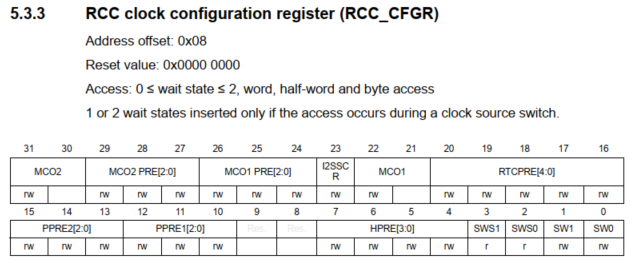 5.3.3 RCC clock configuration register (RCC_CFGR)
Address offset: 0x08
Reset value: 0x0000 0000
Access: 0 ≤ wait state ≤ 2, word, half-word and byte access
1 or 2 wait states inserted only if the access occurs during a clock source switch.
31 30 29 28 27 26 25 24 23 22 21 20 19 18 17 16
MCO2 MCO2 PRE[2:0] MCO1 PRE[2:0] I2SSC R MCO1 RTCPRE[4:0]
rw rw rw rw rw rw rw rw rw rw rw rw rw rw
15 14 13 12 11 10 9 8 7 6 5 4 3 2 1 0
PPRE2[2:0] PPRE1[2:0] Res. Res. HPRE[3:0] SWS1 SWS0 SW1 SW0
rw rw rw rw rw rw rw rw rw rw r r rw rw